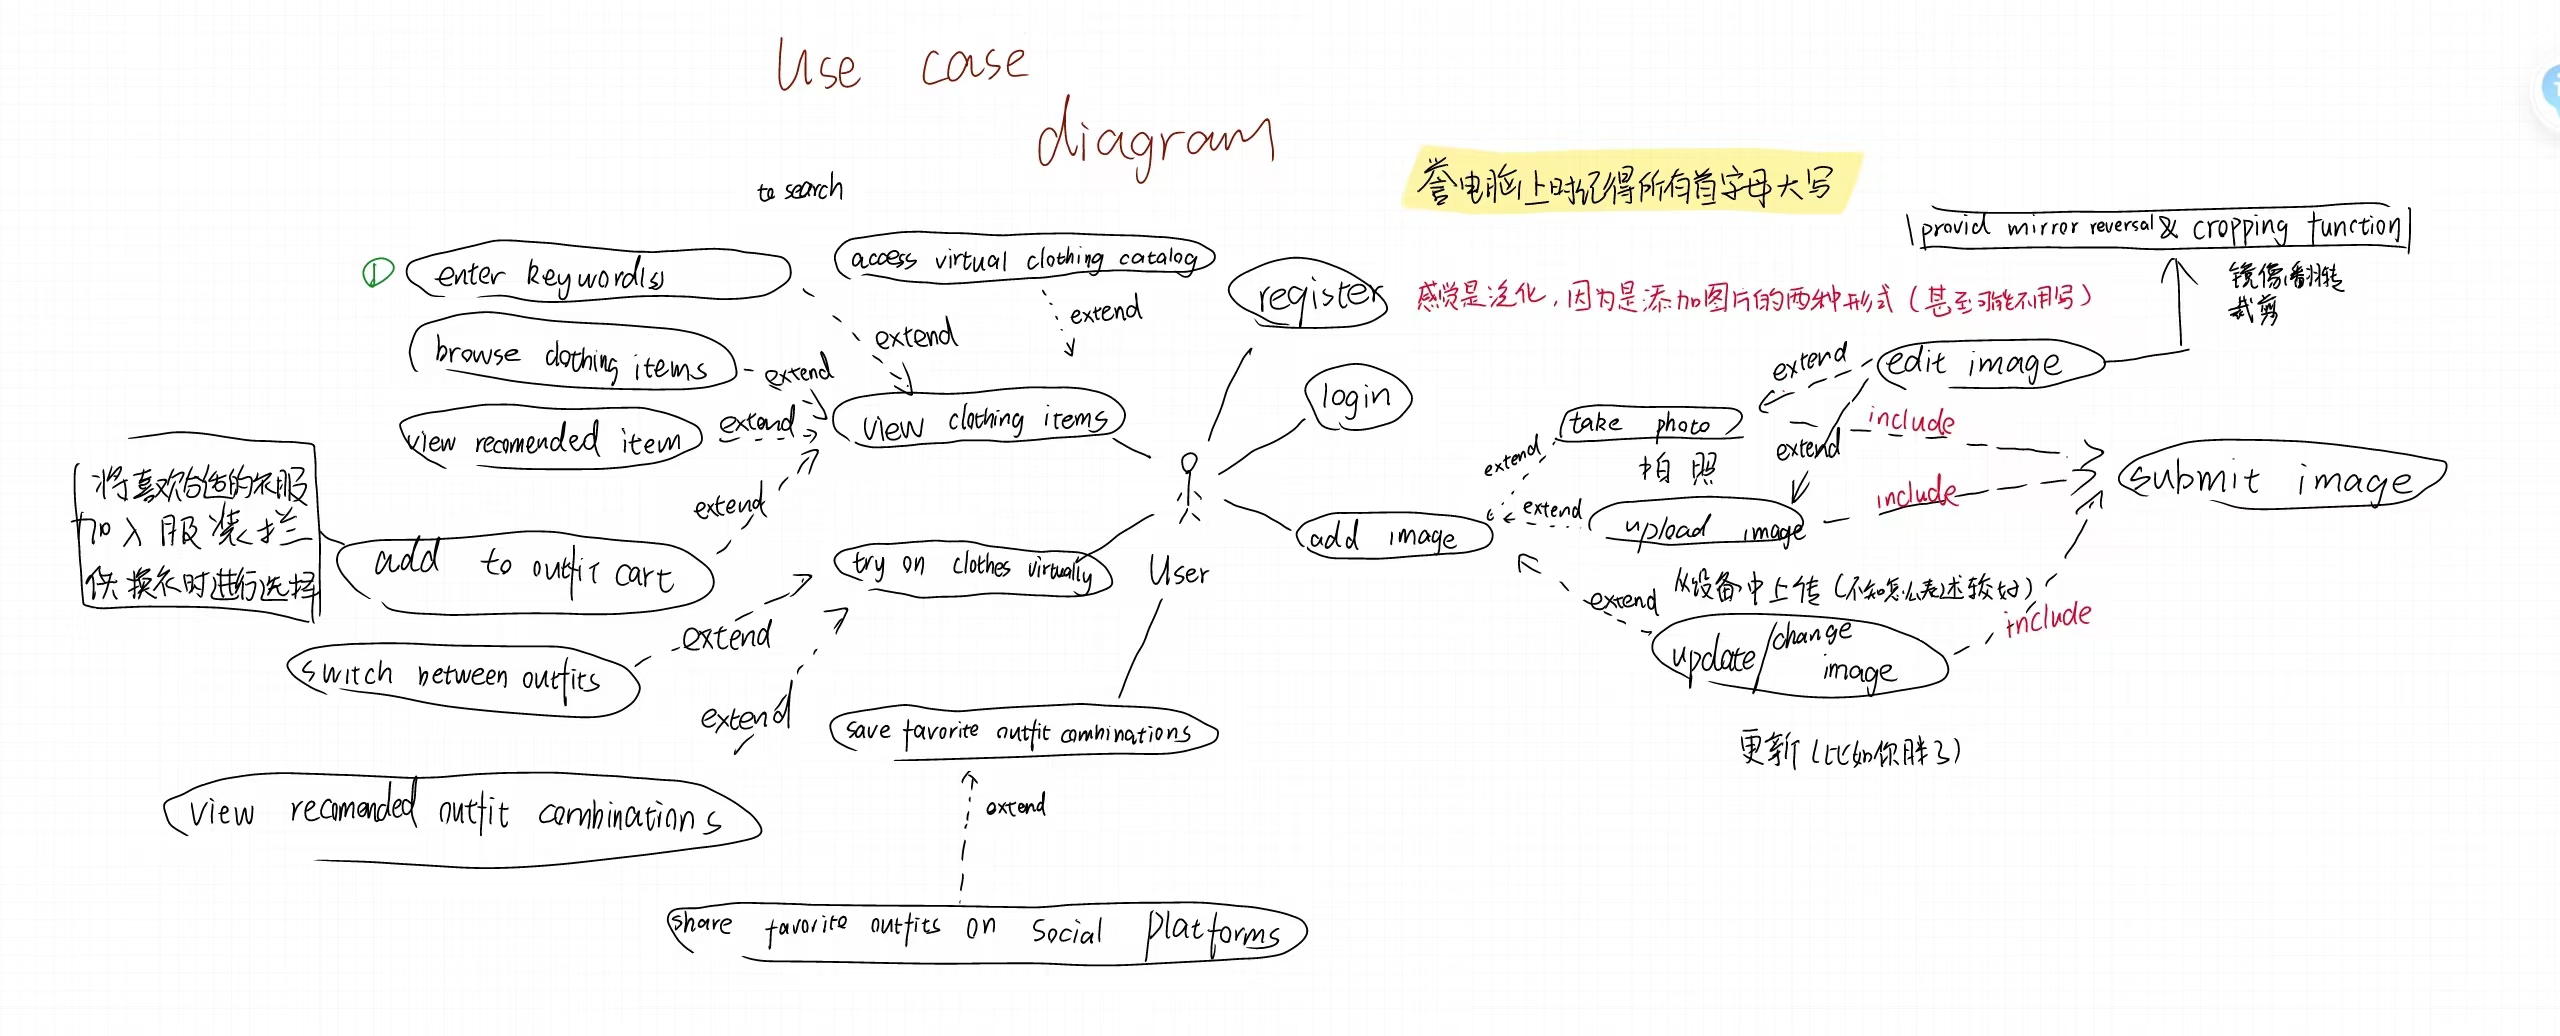 Use case
diagram
to search
誉电脑上时记得所有首字母大写
provid mirror reversal & cropping function
镜像翻转
裁剪
① enter keyword(s)
access virtual clothing catalog
register
感觉是泛化，因为是添加图片的两种形式（甚至可能不用写）
extend
extend
browse clothing items
extend
login
extend
edit image
view recomended item
extend
view clothing items
take photo
include
拍照
extend
extend
将喜欢合适的衣服
加入服装栏
供换衣时进行选择
extend
include
submit image
add to outfit cart
try on clothes virtually
User
add image
extend
upload image
从设备中上传（不知怎么表述较好）
extend
include
switch between outfits
extend
update/change
image
extend
save favorite outfit combinations
更新（比如你胖了）
view recomended outfit combinations
extend
share favorite outfits on social platforms